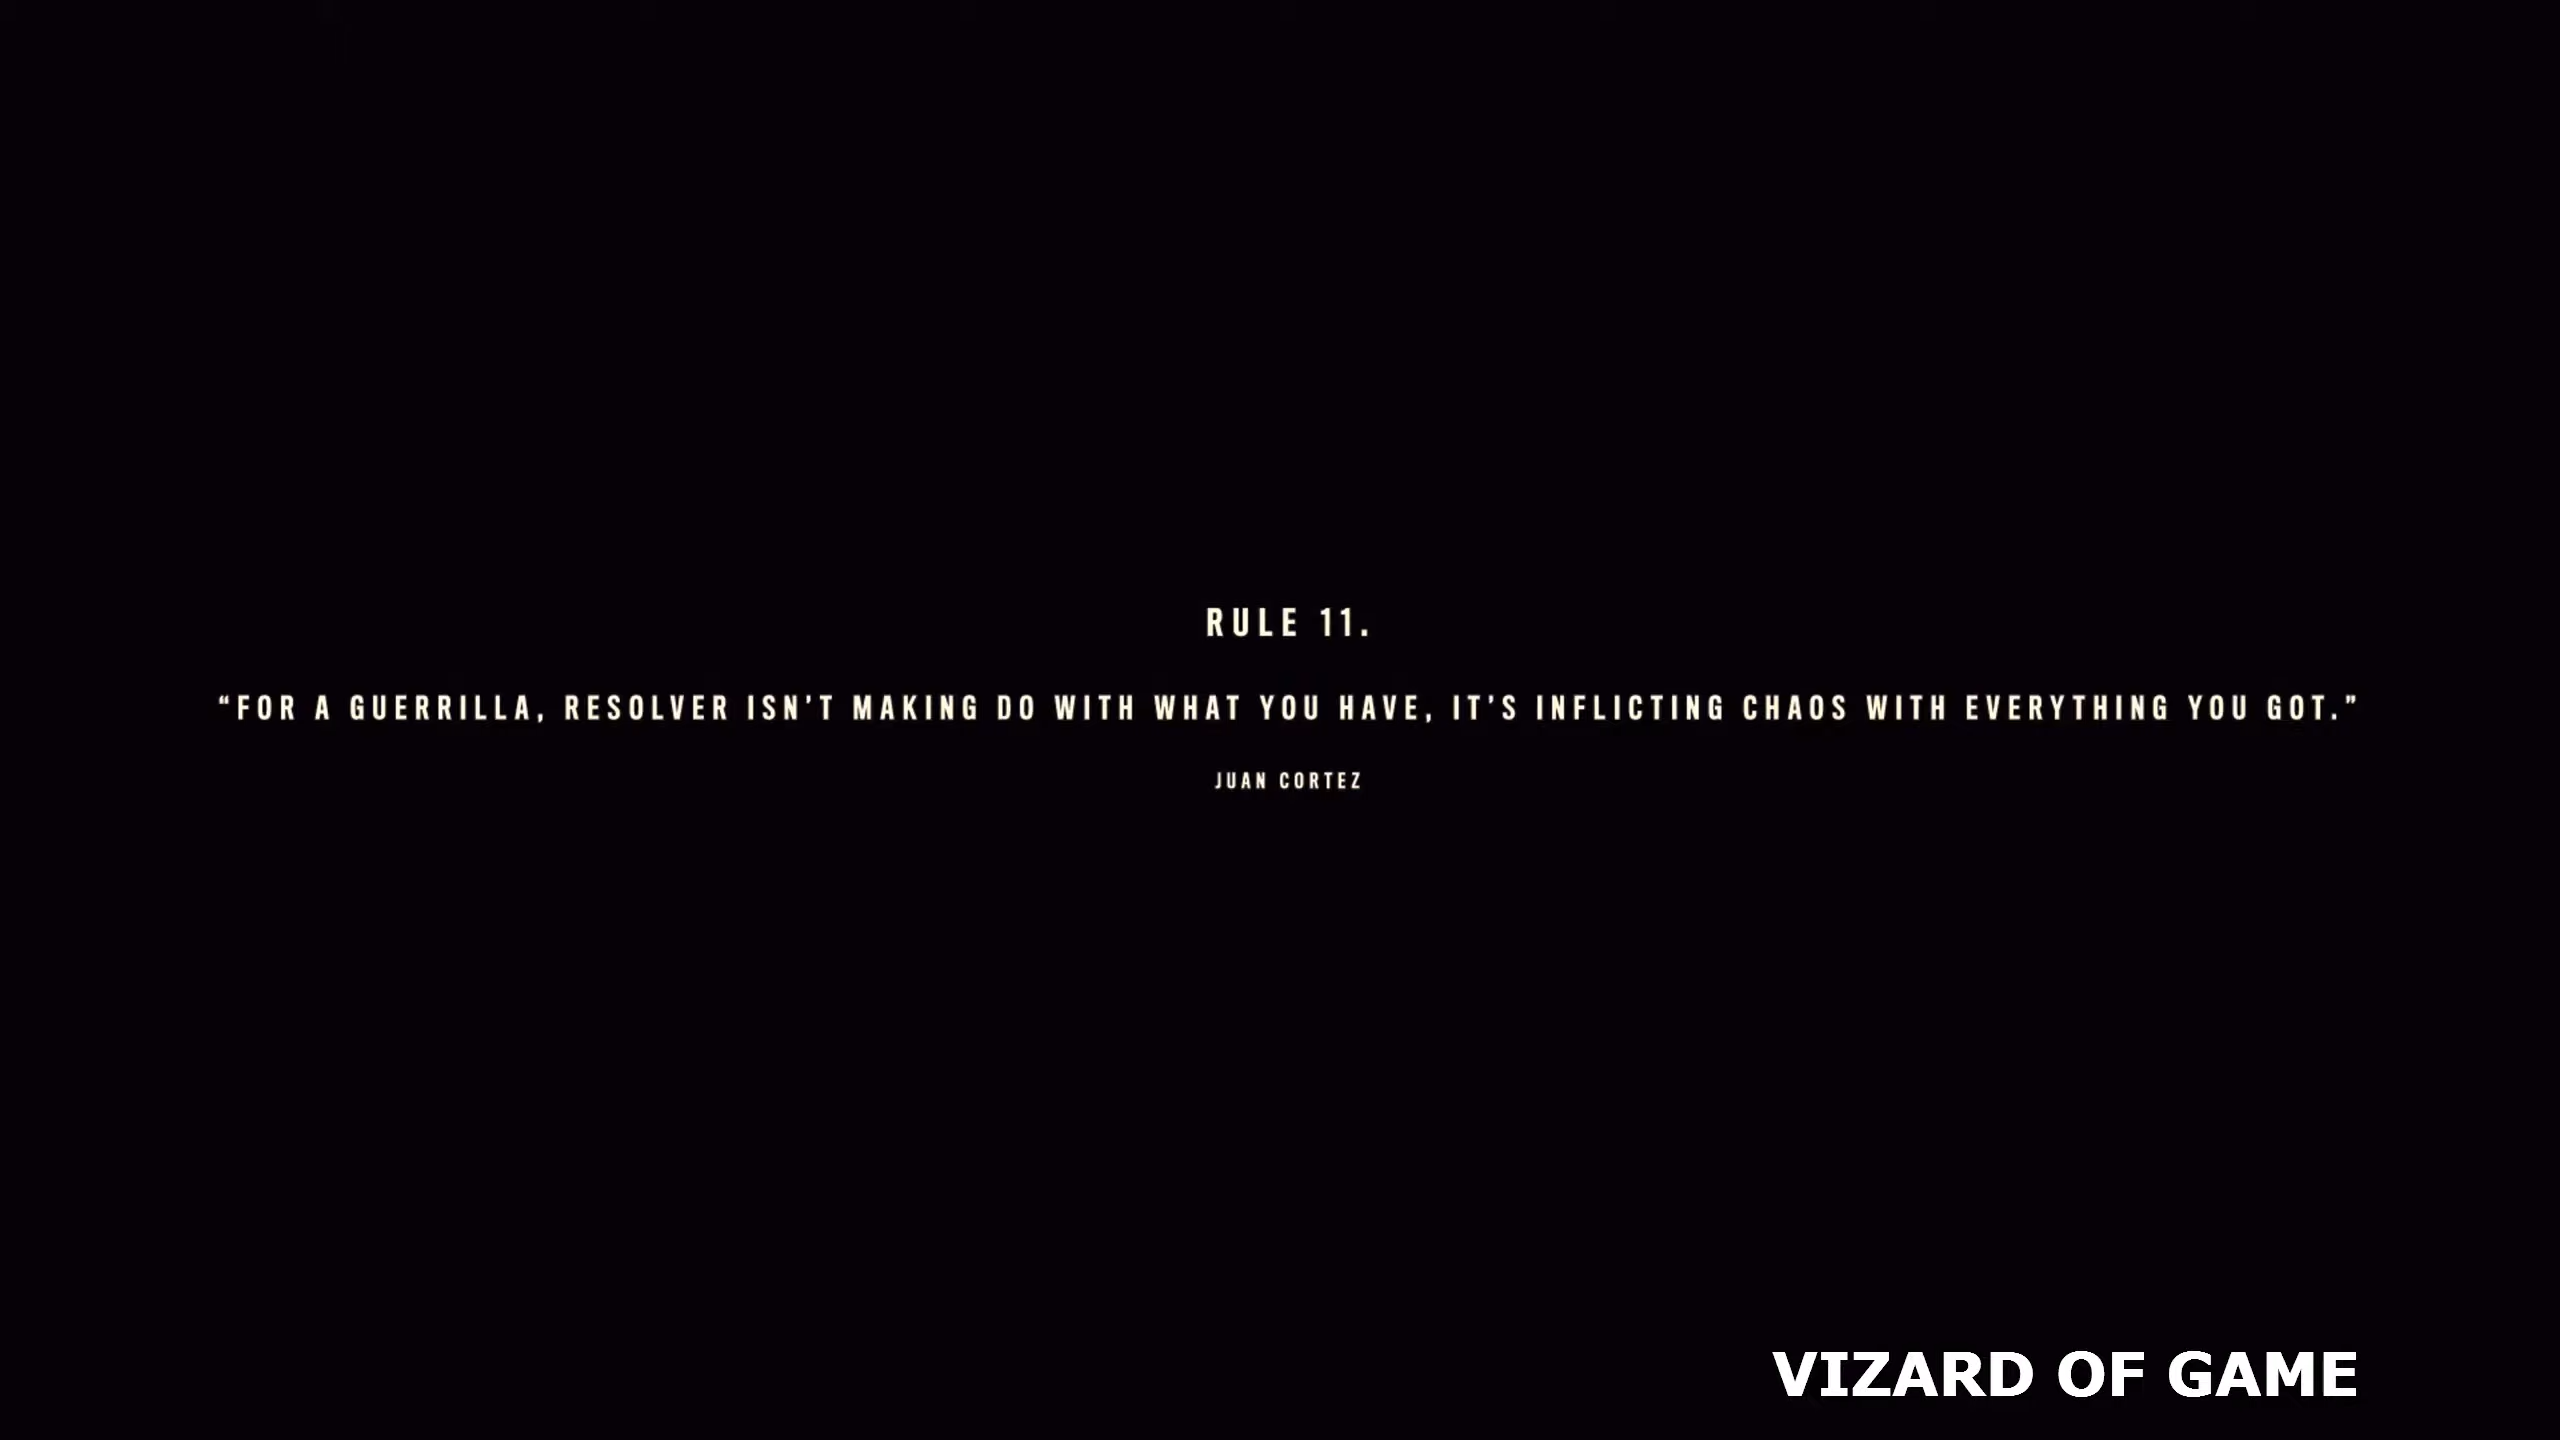 RULE 11.
“FOR A GUERRILLA, RESOLVER ISN’T MAKING DO WITH WHAT YOU HAVE, IT’S INFLICTING CHAOS WITH EVERYTHING YOU GOT.”
JUAN CORTEZ
VIZARD OF GAME